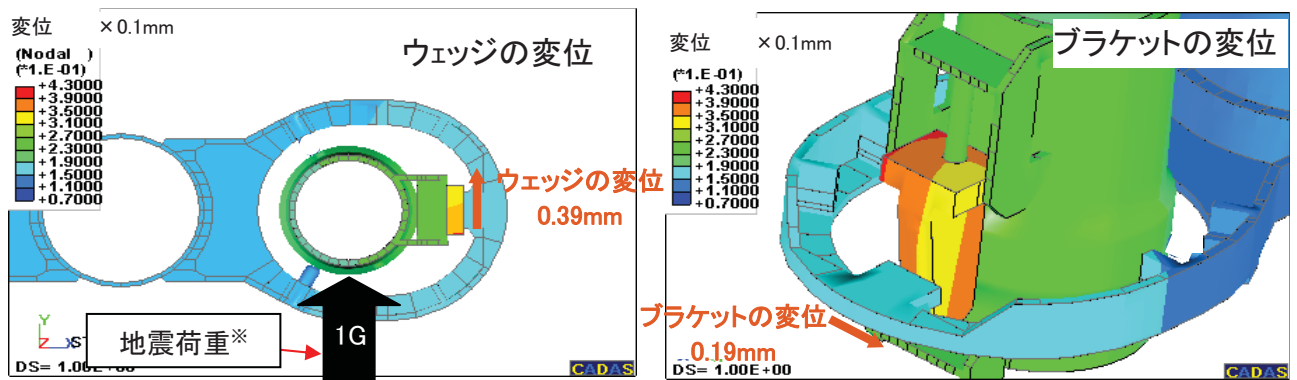 変位 ×0.1mm
(Nodal )
(*1.E-01)
+4.3000
+3.9000
+3.5000
+3.1000
+2.7000
+2.3000
+1.9000
+1.5000
+1.1000
+0.7000
ウェッジの変位
ウェッジの変位
0.39mm
1G
地震荷重※
Y
Z X
DS= 1.00E+00
CADAS
変位 ×0.1mm
(*1.E-01)
+4.3000
+3.9000
+3.5000
+3.1000
+2.7000
+2.3000
+1.9000
+1.5000
+1.1000
+0.7000
ブラケットの変位
ブラケットの変位
0.19mm
DS= 1.00E+00
CADAS